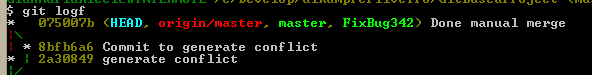 $ git logf
*   075007b (HEAD, origin/master, master, FixBug342) Done manual merge
|\
| * 8bfb6a6 Commit to generate conflict
* | 2a30849 generate conflict
|/